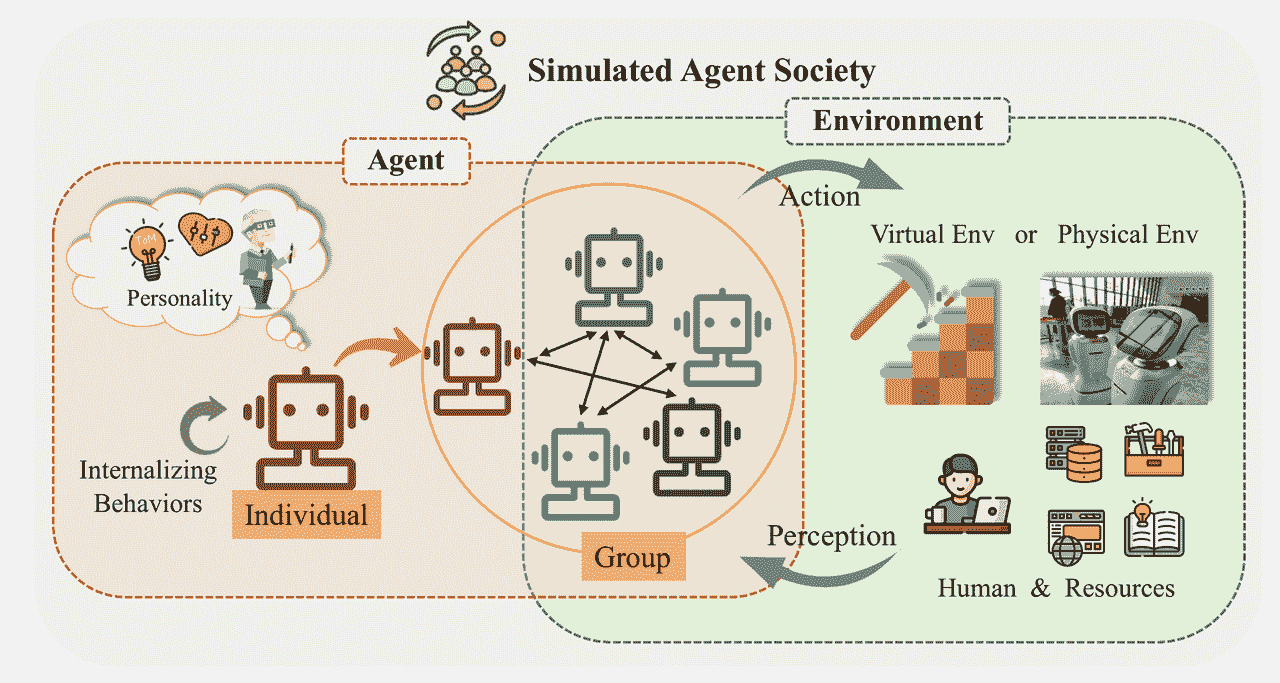 Simulated Agent Society
Environment
Agent
Action
ToM
Virtual Env or Physical Env
Personality
Internalizing
Behaviors
Individual
Perception
Group
Human & Resources